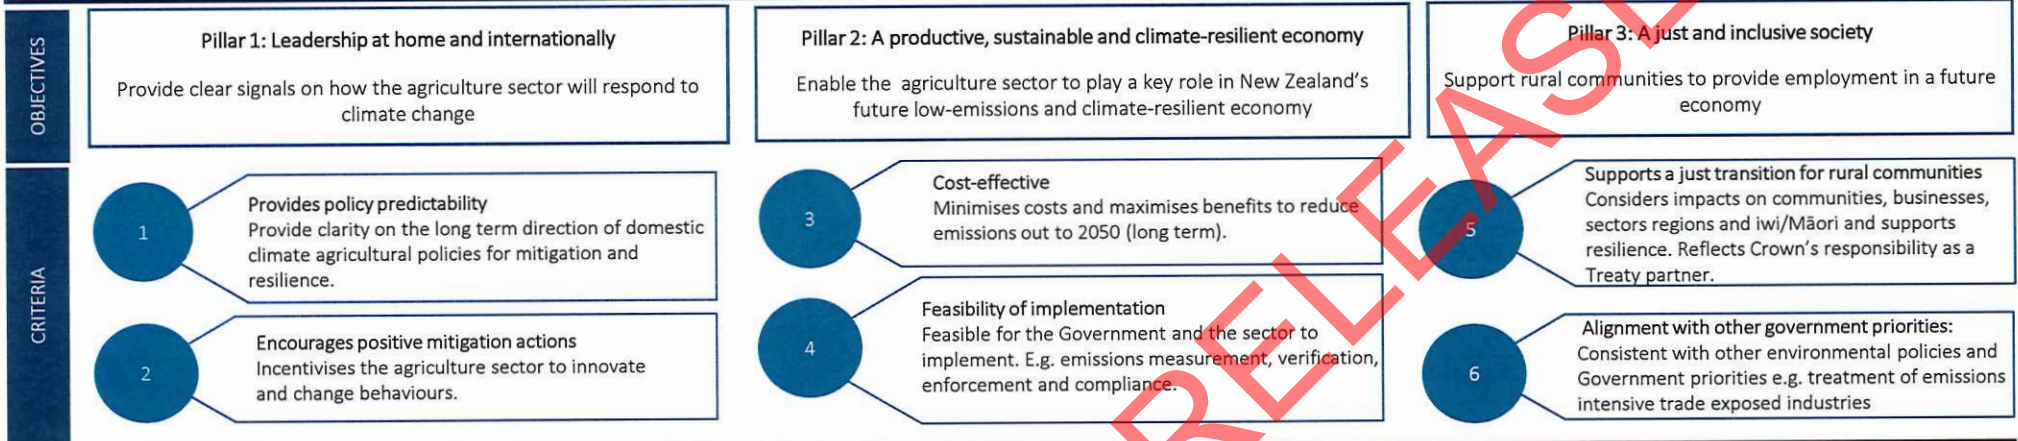 OBJECTIVES
Pillar 1: Leadership at home and internationally
Provide clear signals on how the agriculture sector will respond to
climate change
Pillar 2: A productive, sustainable and climate-resilient economy
Enable the agriculture sector to play a key role in New Zealand's
future low-emissions and climate-resilient economy
Pillar 3: A just and inclusive society
Support rural communities to provide employment in a future
economy
CRITERIA
1
Provides policy predictability
Provide clarity on the long term direction of domestic
climate agricultural policies for mitigation and
resilience.
2
Encourages positive mitigation actions
Incentivises the agriculture sector to innovate
and change behaviours.
3
Cost-effective
Minimises costs and maximises benefits to reduce
emissions out to 2050 (long term).
4
Feasibility of implementation
Feasible for the Government and the sector to
implement. E.g. emissions measurement, verification,
enforcement and compliance.
5
Supports a just transition for rural communities
Considers impacts on communities, businesses,
sectors regions and iwi/Māori and supports
resilience. Reflects Crown's responsibility as a
Treaty partner.
6
Alignment with other government priorities:
Consistent with other environmental policies and
Government priorities e.g. treatment of emissions
intensive trade exposed industries
RELEASE